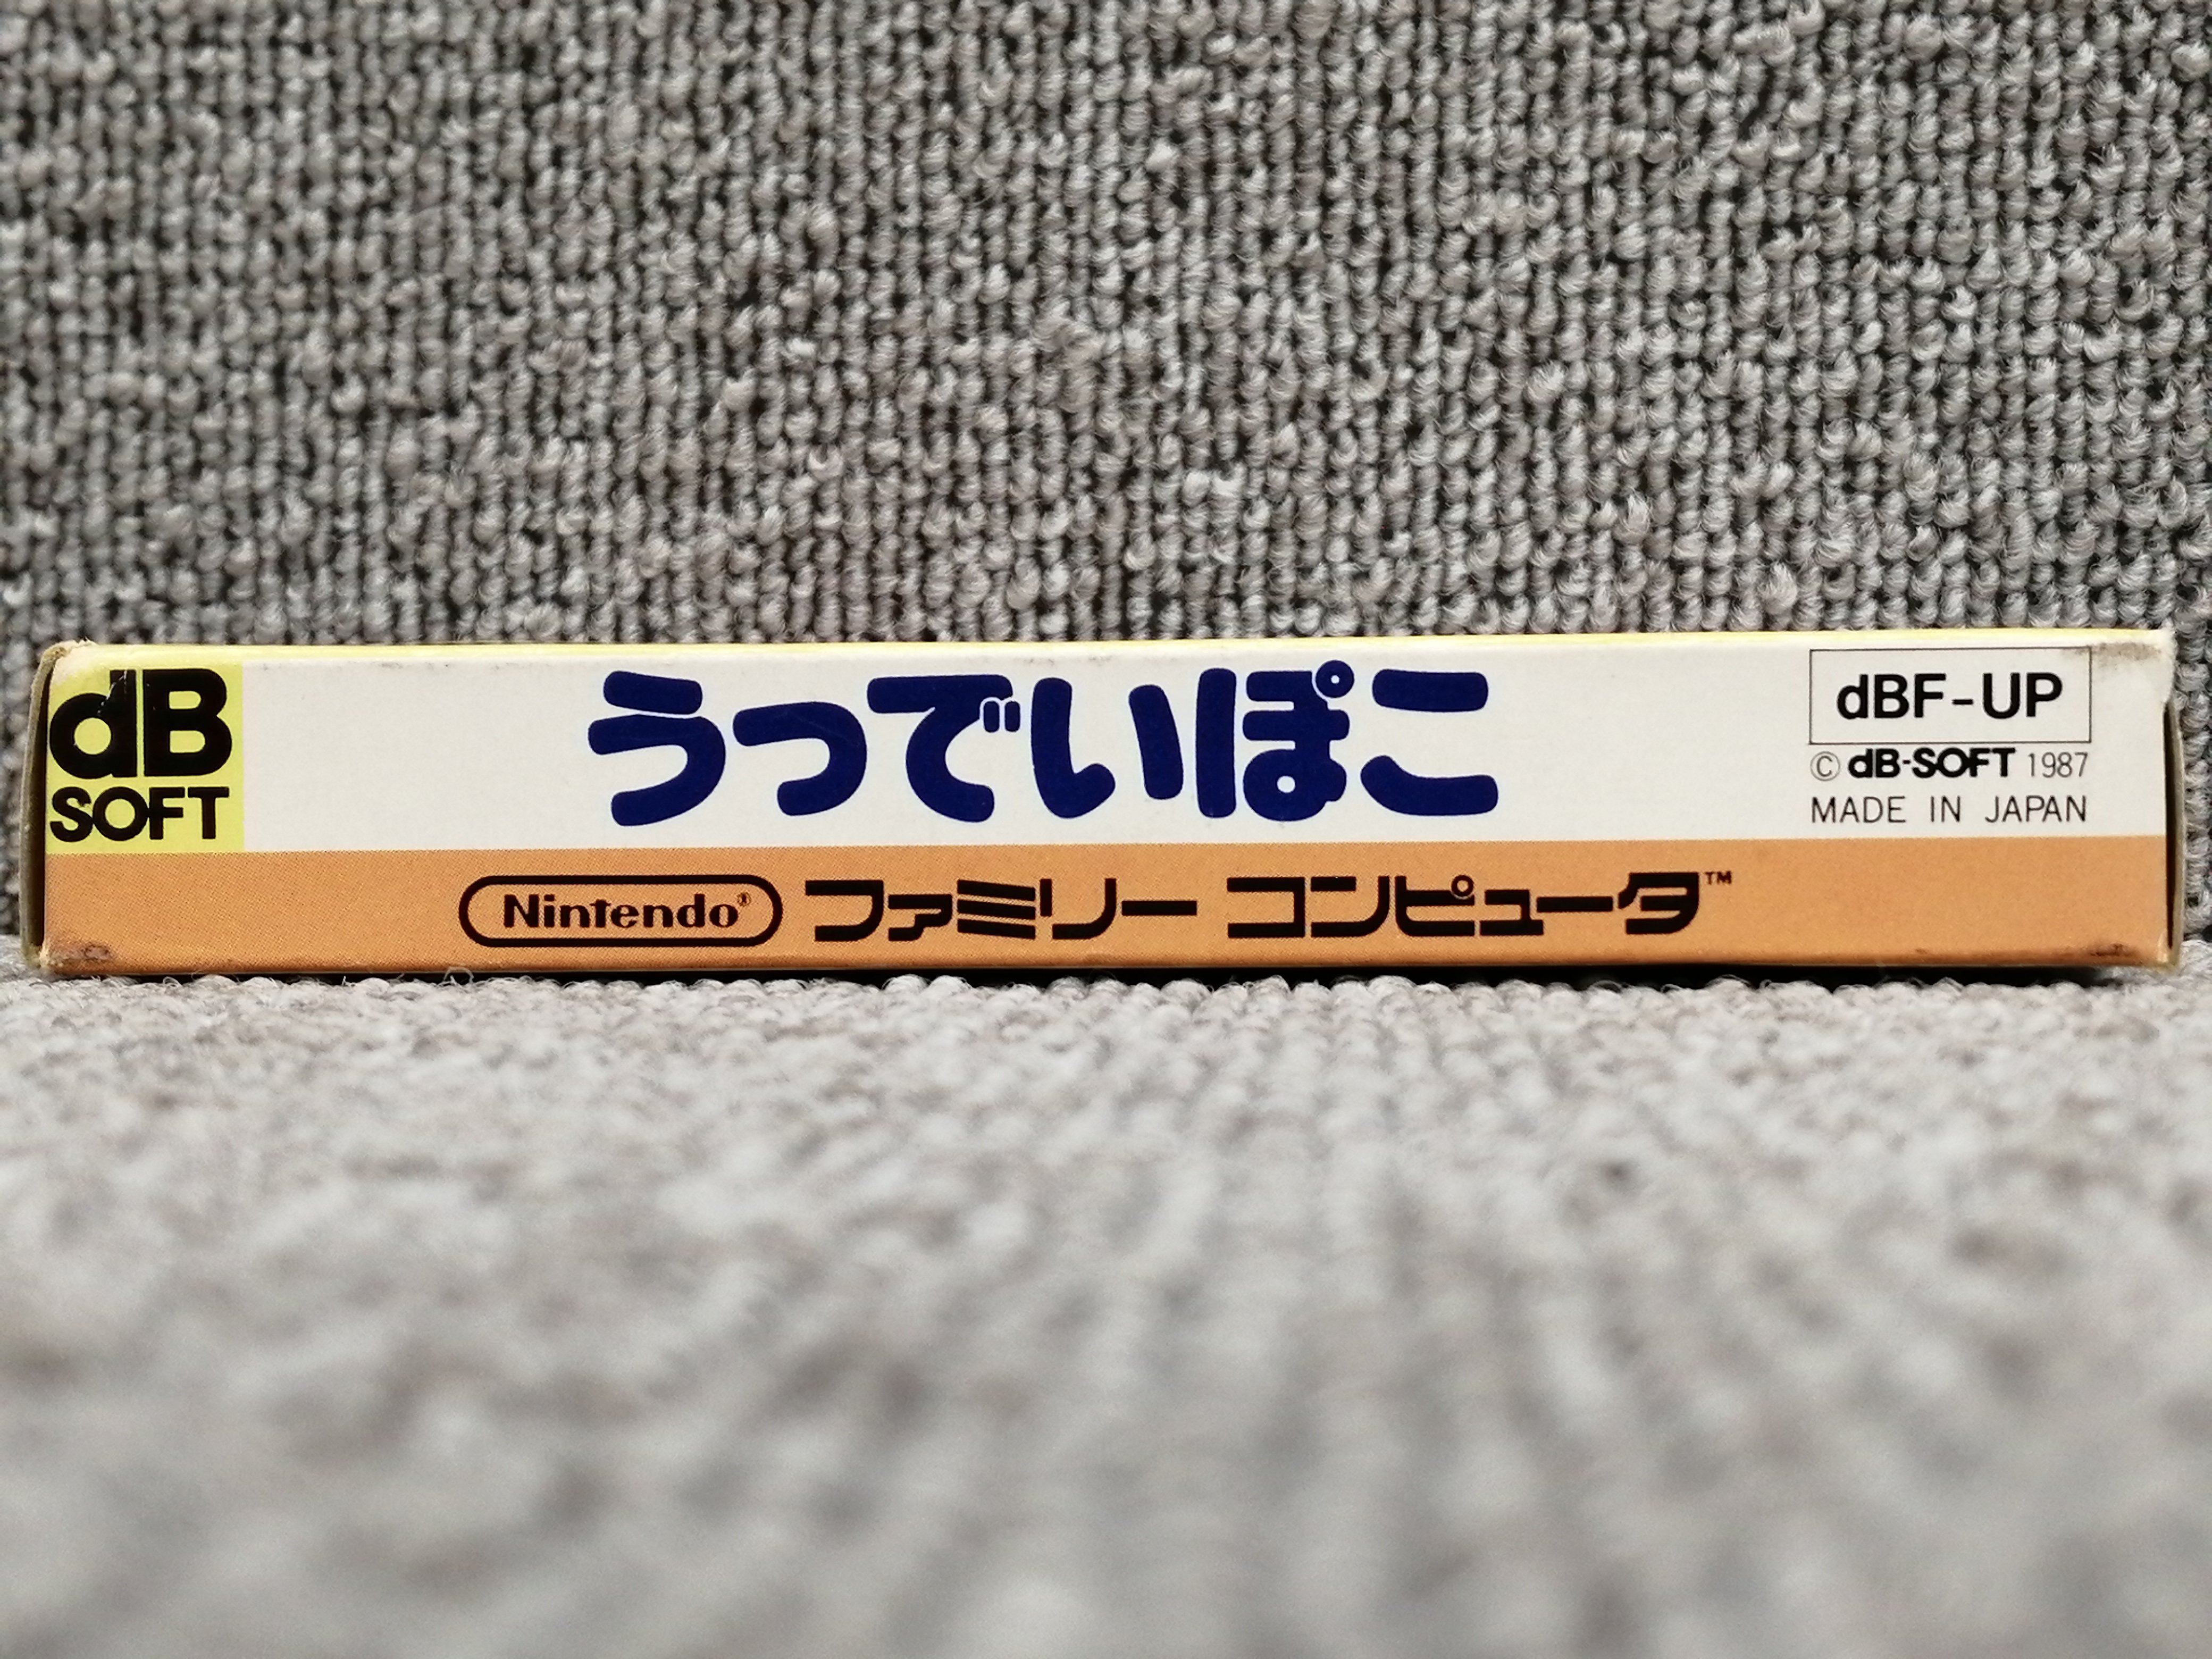 dB
SOFT
うっでいぽこ
dBF-UP
© dB-SOFT 1987
MADE IN JAPAN
Nintendo® ファミリー コンピュータ™